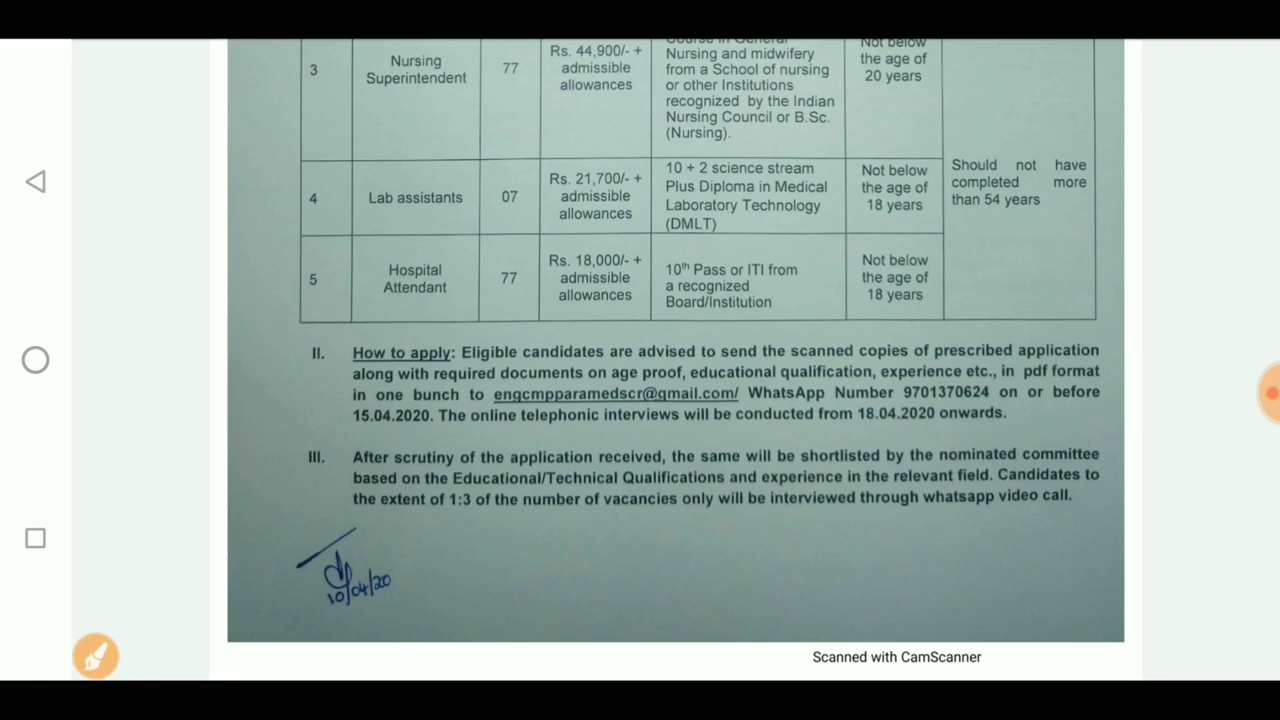 Course in General
3
Nursing
Superintendent
77
Rs. 44,900/- +
admissible
allowances
Nursing and midwifery
from a School of nursing
or other Institutions
recognized by the Indian
Nursing Council or B.Sc.
(Nursing).
Not below
the age of
20 years
4
Lab assistants
07
Rs. 21,700/- +
admissible
allowances
10 + 2 science stream
Plus Diploma in Medical
Laboratory Technology
(DMLT)
Not below
the age of
18 years
Should not have
completed more
than 54 years
5
Hospital
Attendant
77
Rs. 18,000/- +
admissible
allowances
10th Pass or ITI from
a recognized
Board/Institution
Not below
the age of
18 years
II. How to apply: Eligible candidates are advised to send the scanned copies of prescribed application
along with required documents on age proof, educational qualification, experience etc., in pdf format
in one bunch to engcmpparamedscr@gmail.com/ WhatsApp Number 9701370624 on or before
15.04.2020. The online telephonic interviews will be conducted from 18.04.2020 onwards.
III. After scrutiny of the application received, the same will be shortlisted by the nominated committee
based on the Educational/Technical Qualifications and experience in the relevant field. Candidates to
the extent of 1:3 of the number of vacancies only will be interviewed through whatsapp video call.
10/04/20
Scanned with CamScanner